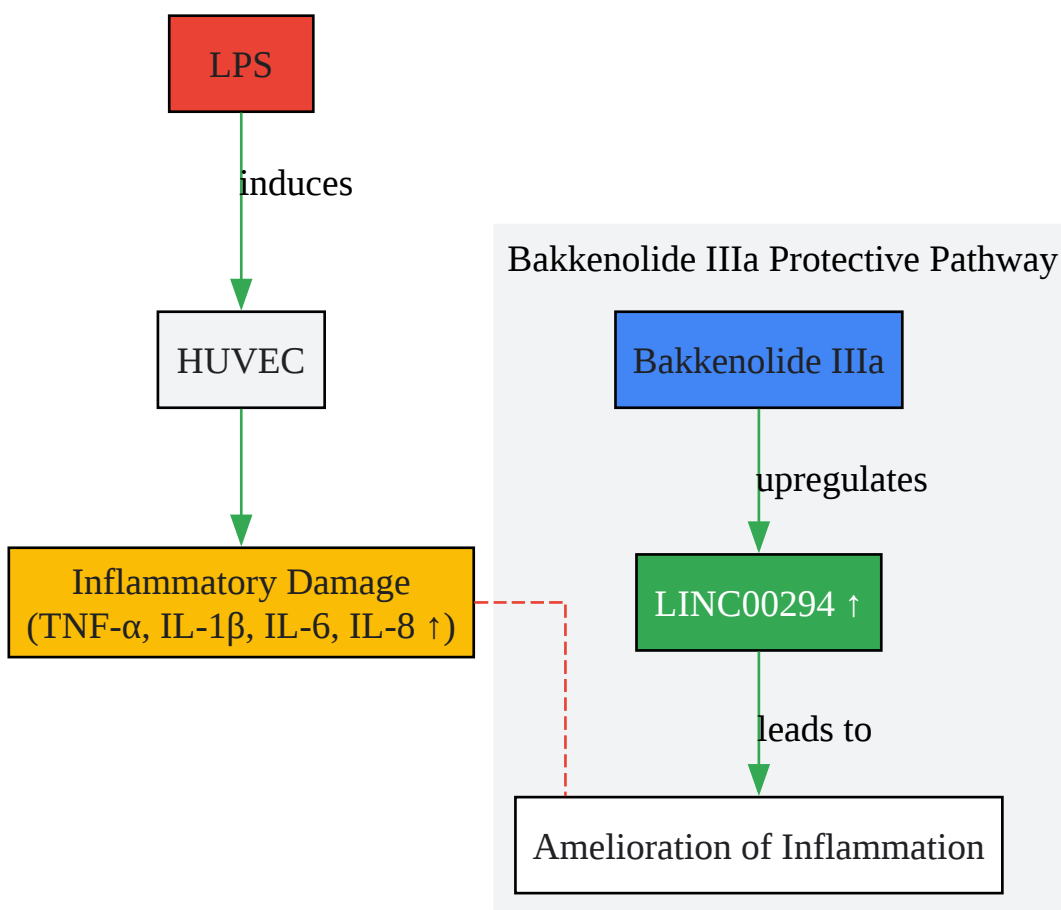 LPS
induces
HUVEC
Inflammatory Damage
(TNF-α, IL-1β, IL-6, IL-8 ↑)
Bakkenolide IIIa Protective Pathway
Bakkenolide IIIa
upregulates
LINC00294 ↑
leads to
Amelioration of Inflammation